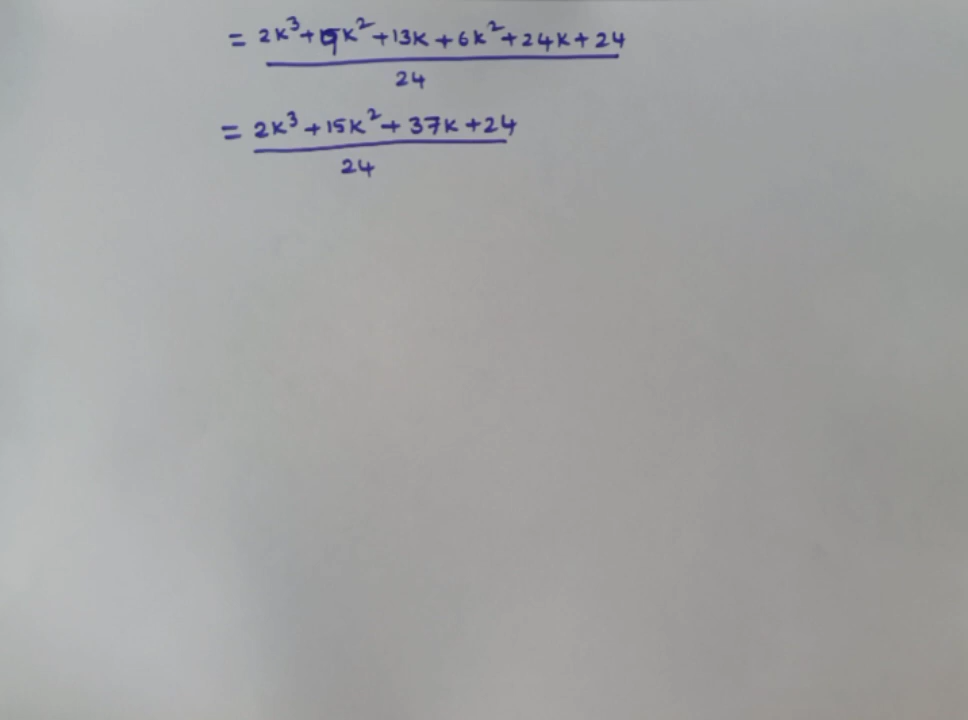 = 2k³+9k²+13k+6k²+24k+24
24
= 2k³+15k²+37k+24
24